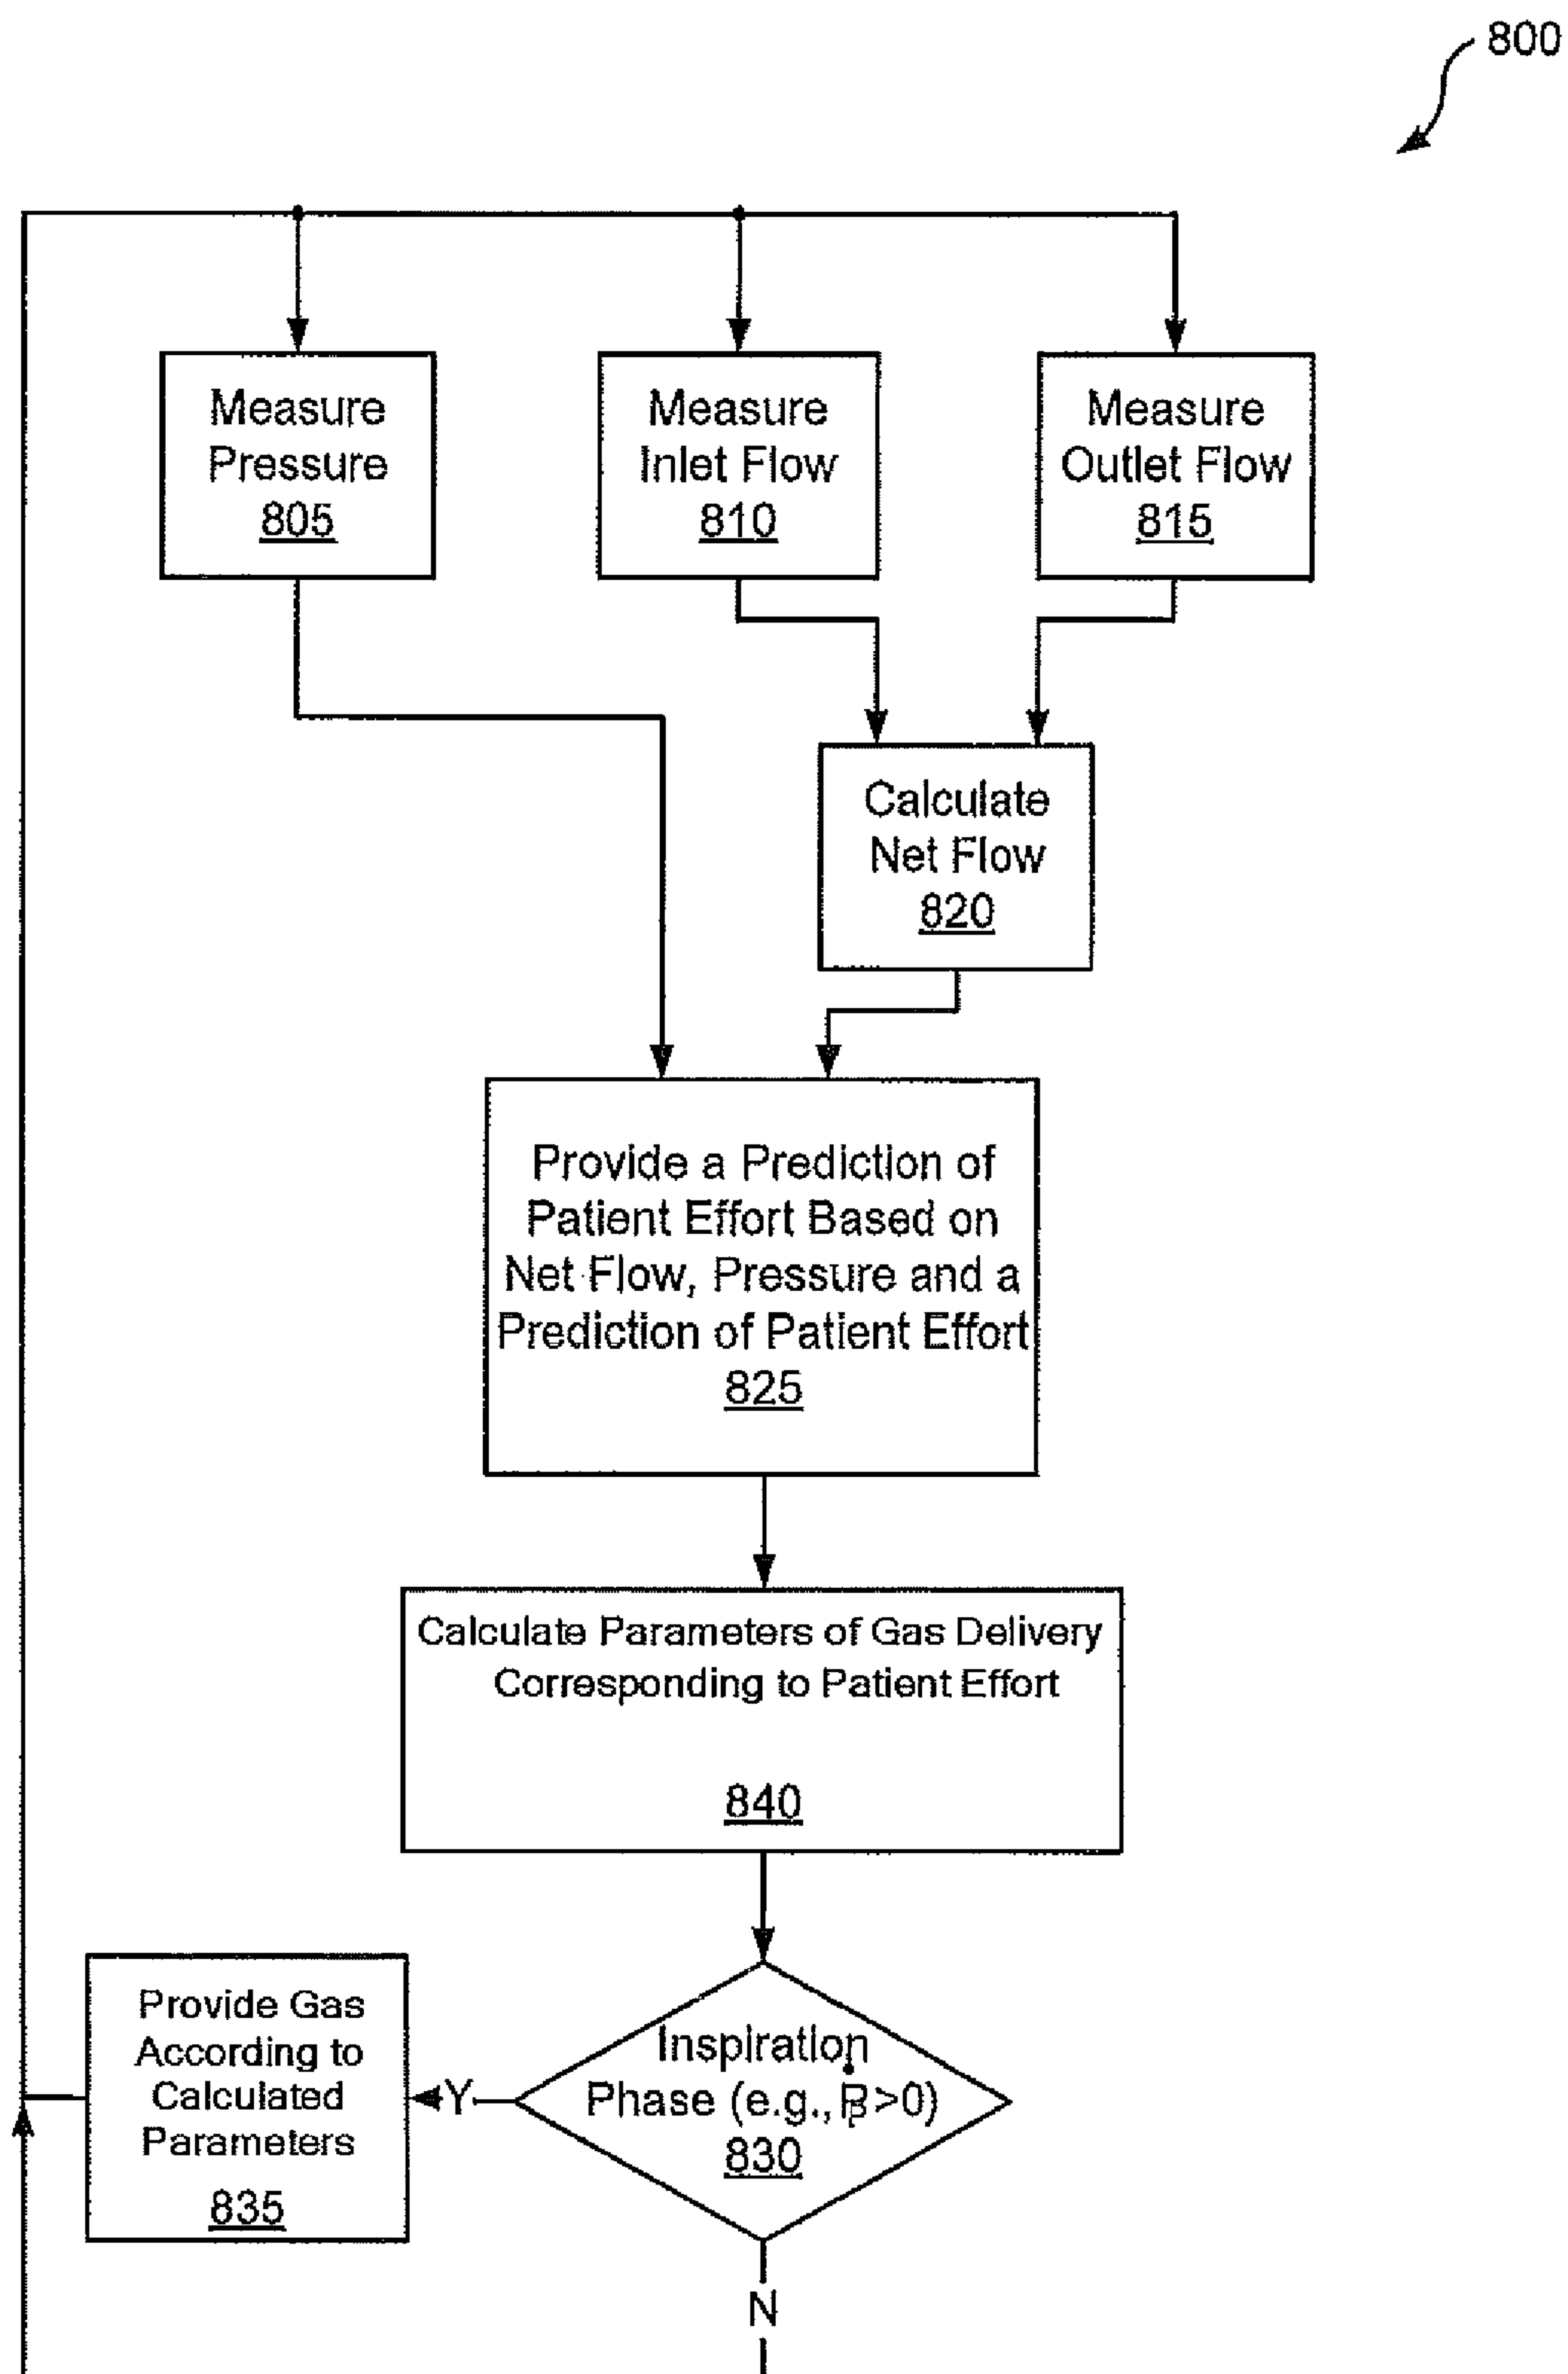 800
Measure
Pressure
805
Measure
Inlet Flow
810
Measure
Outlet Flow
815
Calculate
Net Flow
820
Provide a Prediction of
Patient Effort Based on
Net Flow, Pressure and a
Prediction of Patient Effort
825
Calculate Parameters of Gas Delivery
Corresponding to Patient Effort
840
Provide Gas
According to
Calculated
Parameters
835
Y
Inspiration
Phase (e.g., >0)
830
N